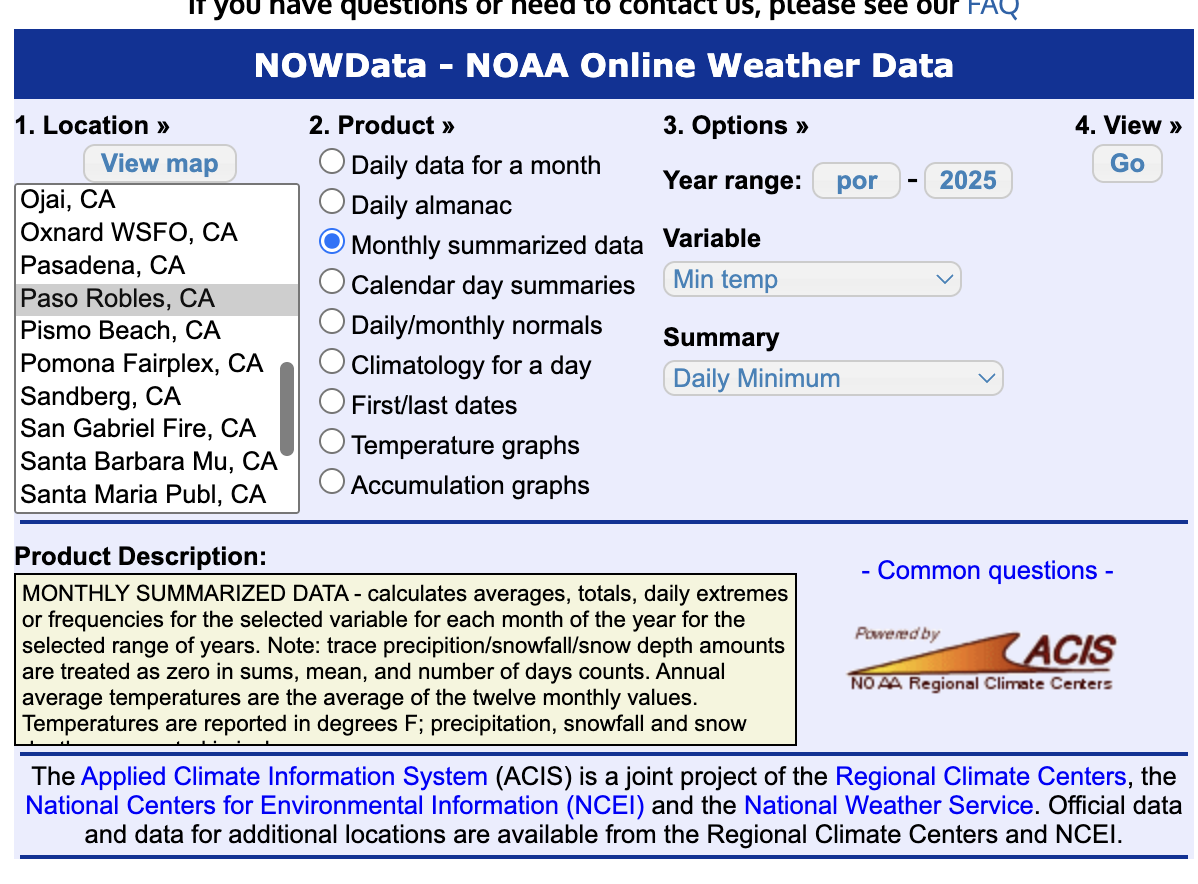 If you have questions or need to contact us, please see our FAQ
NOWData - NOAA Online Weather Data
1. Location »
View map
Ojai, CA
Oxnard WSFO, CA
Pasadena, CA
Paso Robles, CA
Pismo Beach, CA
Pomona Fairplex, CA
Sandberg, CA
San Gabriel Fire, CA
Santa Barbara Mu, CA
Santa Maria Publ, CA
2. Product »
Daily data for a month
Daily almanac
Monthly summarized data
Calendar day summaries
Daily/monthly normals
Climatology for a day
First/last dates
Temperature graphs
Accumulation graphs
3. Options »
Year range: por - 2025
Variable
Min temp
Summary
Daily Minimum
4. View »
Go
Product Description:
MONTHLY SUMMARIZED DATA - calculates averages, totals, daily extremes
or frequencies for the selected variable for each month of the year for the
selected range of years. Note: trace precipition/snowfall/snow depth amounts
are treated as zero in sums, mean, and number of days counts. Annual
average temperatures are the average of the twelve monthly values.
Temperatures are reported in degrees F; precipitation, snowfall and snow
- Common questions -
Powered by
ACIS
NOAA Regional Climate Centers
The Applied Climate Information System (ACIS) is a joint project of the Regional Climate Centers, the
National Centers for Environmental Information (NCEI) and the National Weather Service. Official data
and data for additional locations are available from the Regional Climate Centers and NCEI.